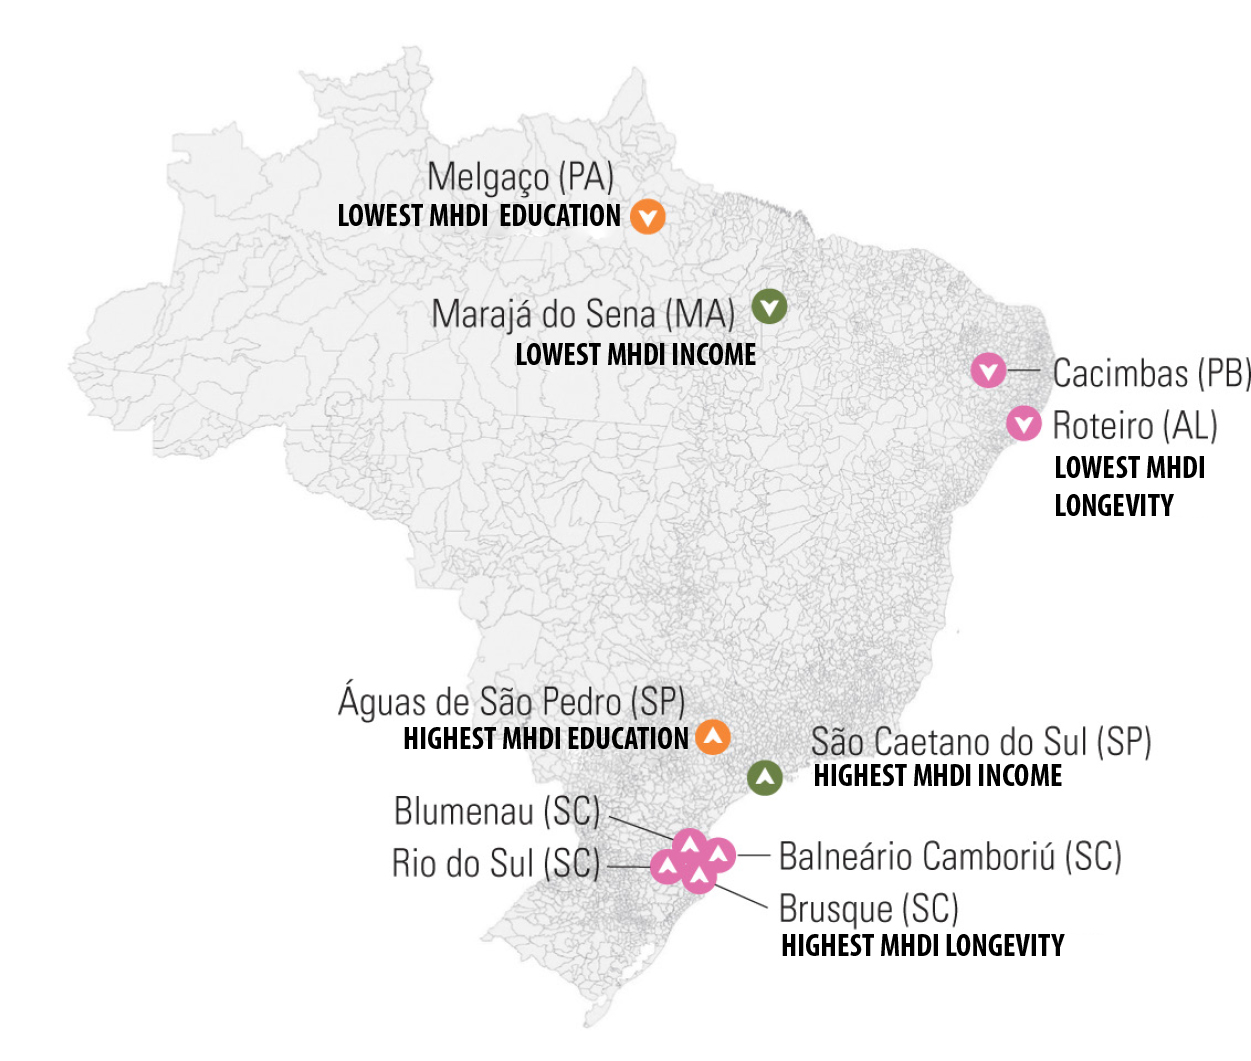 Melgaço (PA)
LOWEST MHDI EDUCATION
Marajá do Sena (MA)
LOWEST MHDI INCOME
Cacimbas (PB)
Roteiro (AL)
LOWEST MHDI
LONGEVITY
Águas de São Pedro (SP)
HIGHEST MHDI EDUCATION
São Caetano do Sul (SP)
HIGHEST MHDI INCOME
Blumenau (SC)
Rio do Sul (SC)
Balneário Camboriú (SC)
Brusque (SC)
HIGHEST MHDI LONGEVITY